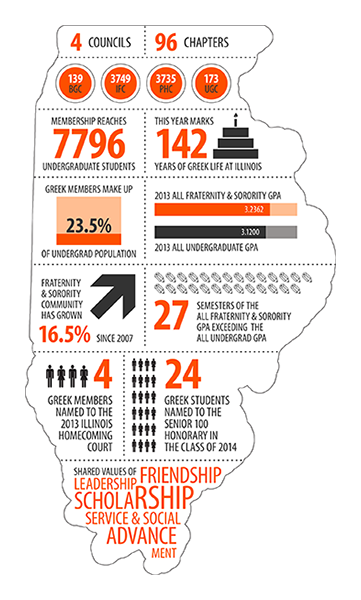 4 COUNCILS
96 CHAPTERS
139
BGC
3749
IFC
3735
PHC
173
UGC
MEMBERSHIP REACHES
7796
UNDERGRADUATE STUDENTS
THIS YEAR MARKS
142
YEARS OF GREEK LIFE AT ILLINOIS
GREEK MEMBERS MAKE UP
23.5%
OF UNDERGRAD POPULATION
2013 ALL FRATERNITY & SORORITY GPA
3.2362
3.1200
2013 ALL UNDERGRADUATE GPA
FRATERNITY
& SORORITY
COMMUNITY
HAS GROWN
16.5% SINCE 2007
27
SEMESTERS OF THE
ALL FRATERNITY & SORORITY
GPA EXCEEDING THE
ALL UNDERGRAD GPA
4
GREEK MEMBERS
NAMED TO THE
2013 ILLINOIS
HOMECOMING
COURT
24
GREEK STUDENTS
NAMED TO THE
SENIOR 100
HONORARY IN
THE CLASS OF 2014
SHARED VALUES OF FRIENDSHIP
LEADERSHIP
SCHOLARSHIP
SERVICE & SOCIAL
ADVANCE
MENT